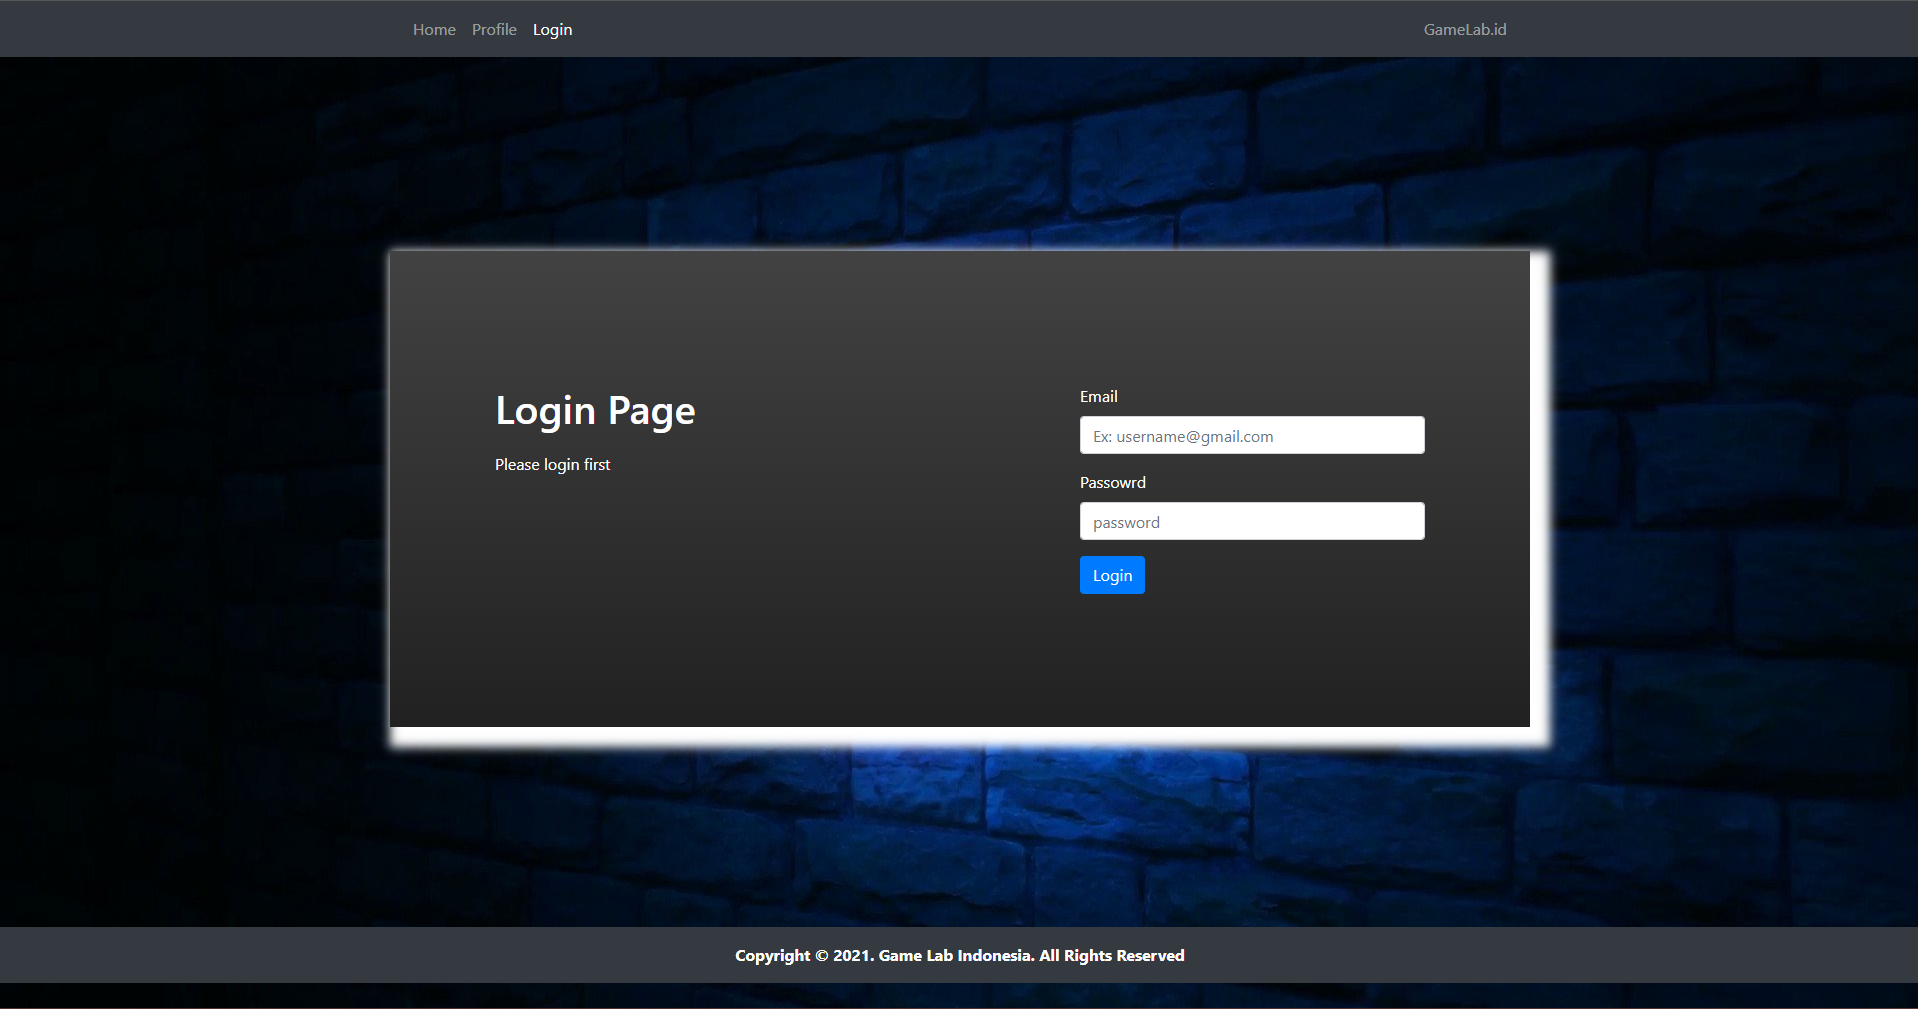 Home Profile Login GameLab.id
Login Page
Please login first
Email
Ex: username@gmail.com
Passowrd
password
Login
Copyright © 2021. Game Lab Indonesia. All Rights Reserved